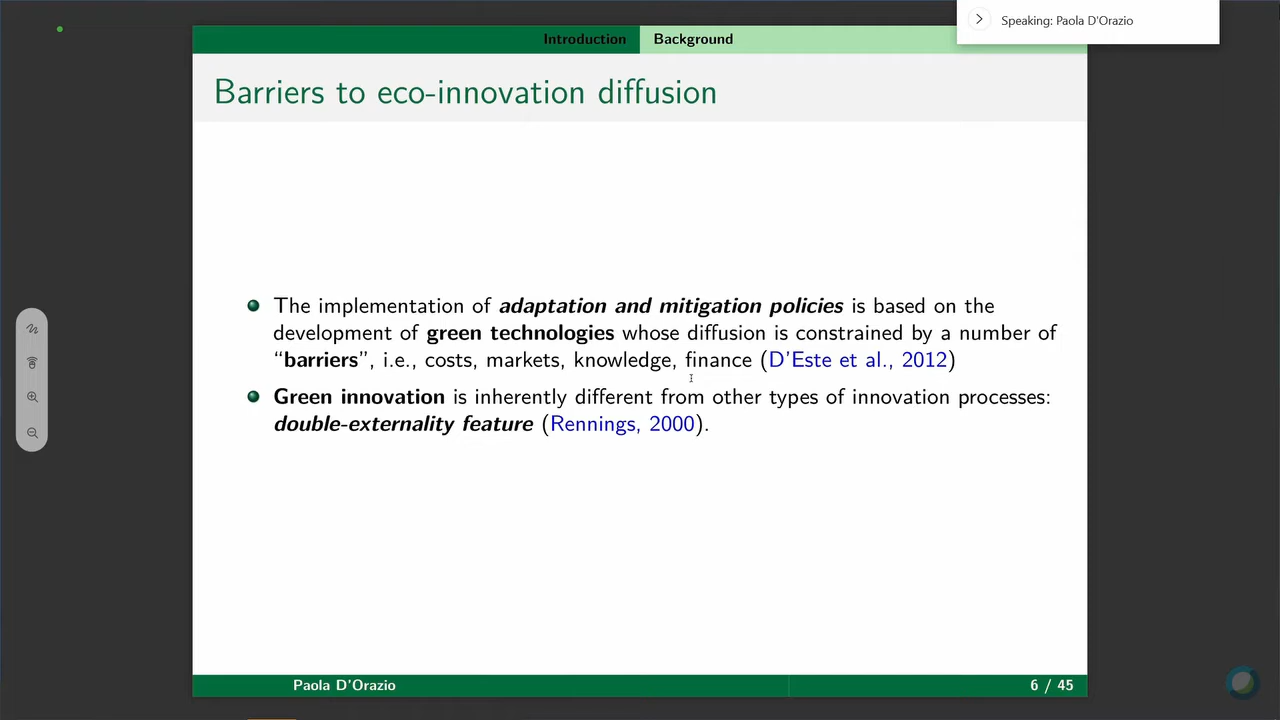 Introduction
Background
Speaking: Paola D'Orazio
Barriers to eco-innovation diffusion
The implementation of adaptation and mitigation policies is based on the
development of green technologies whose diffusion is constrained by a number of
“barriers”, i.e., costs, markets, knowledge, finance (D'Este et al., 2012)
Green innovation is inherently different from other types of innovation processes:
double-externality feature (Rennings, 2000).
Paola D'Orazio
6 / 45